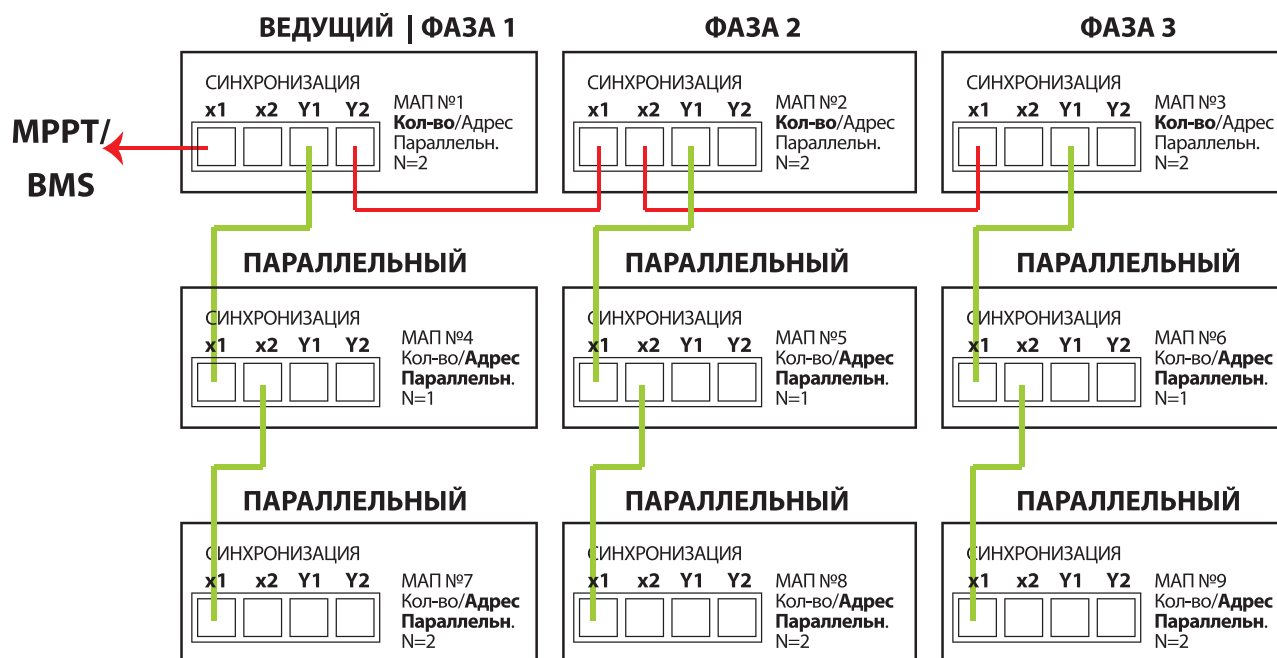 ВЕДУЩИЙ | ФАЗА 1
ФАЗА 2
ФАЗА 3
MPPT/
BMS
СИНХРОНИЗАЦИЯ
x1 x2 Y1 Y2
МАП №1
Кол-во/Адрес
Параллельн.
N=2
СИНХРОНИЗАЦИЯ
x1 x2 Y1 Y2
МАП №2
Кол-во/Адрес
Параллельн.
N=2
СИНХРОНИЗАЦИЯ
x1 x2 Y1 Y2
МАП №3
Кол-во/Адрес
Параллельн.
N=2
ПАРАЛЛЕЛЬНЫЙ
ПАРАЛЛЕЛЬНЫЙ
ПАРАЛЛЕЛЬНЫЙ
СИНХРОНИЗАЦИЯ
x1 x2 Y1 Y2
МАП №4
Кол-во/Адрес
Параллельн.
N=1
СИНХРОНИЗАЦИЯ
x1 x2 Y1 Y2
МАП №5
Кол-во/Адрес
Параллельн.
N=1
СИНХРОНИЗАЦИЯ
x1 x2 Y1 Y2
МАП №6
Кол-во/Адрес
Параллельн.
N=1
ПАРАЛЛЕЛЬНЫЙ
ПАРАЛЛЕЛЬНЫЙ
ПАРАЛЛЕЛЬНЫЙ
СИНХРОНИЗАЦИЯ
x1 x2 Y1 Y2
МАП №7
Кол-во/Адрес
Параллельн.
N=2
СИНХРОНИЗАЦИЯ
x1 x2 Y1 Y2
МАП №8
Кол-во/Адрес
Параллельн.
N=2
СИНХРОНИЗАЦИЯ
x1 x2 Y1 Y2
МАП №9
Кол-во/Адрес
Параллельн.
N=2